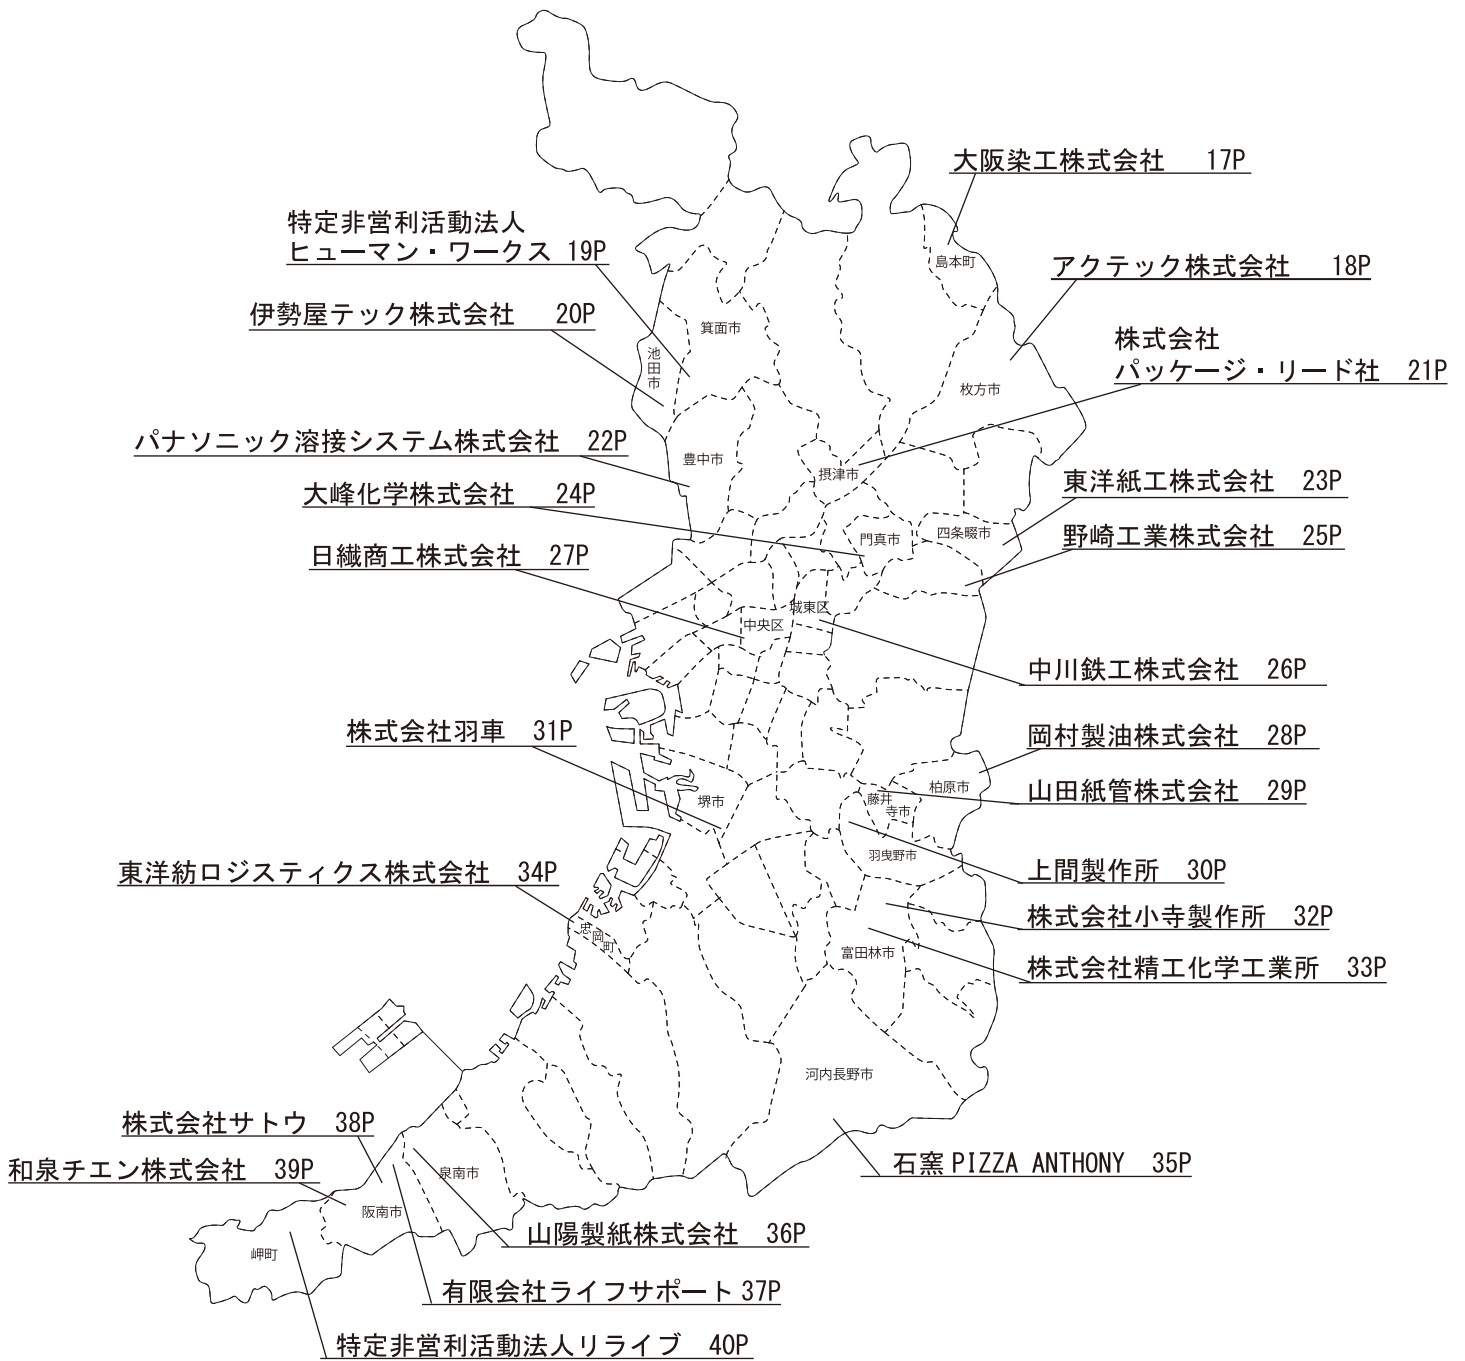 大阪染工株式会社 17P
特定非営利活動法人
ヒューマン・ワークス 19P
島本町
アクテック株式会社 18P
伊勢屋テック株式会社 20P
箕面市
株式会社
パッケージ・リード社 21P
池田市
枚方市
パナソニック溶接システム株式会社 22P
豊中市
摂津市
東洋紙工株式会社 23P
大峰化学株式会社 24P
門真市
四条畷市
野崎工業株式会社 25P
日繊商工株式会社 27P
城東区
中央区
中川鉄工株式会社 26P
株式会社羽車 31P
岡村製油株式会社 28P
柏原市
山田紙管株式会社 29P
堺市
藤井
寺市
羽曳野市
上間製作所 30P
東洋紡ロジスティクス株式会社 34P
株式会社小寺製作所 32P
忠岡町
富田林市
株式会社精工化学工業所 33P
河内長野市
株式会社サトウ 38P
石窯PIZZA ANTHONY 35P
和泉チエン株式会社 39P
泉南市
阪南市
山陽製紙株式会社 36P
岬町
有限会社ライフサポート 37P
特定非営利活動法人リライブ 40P